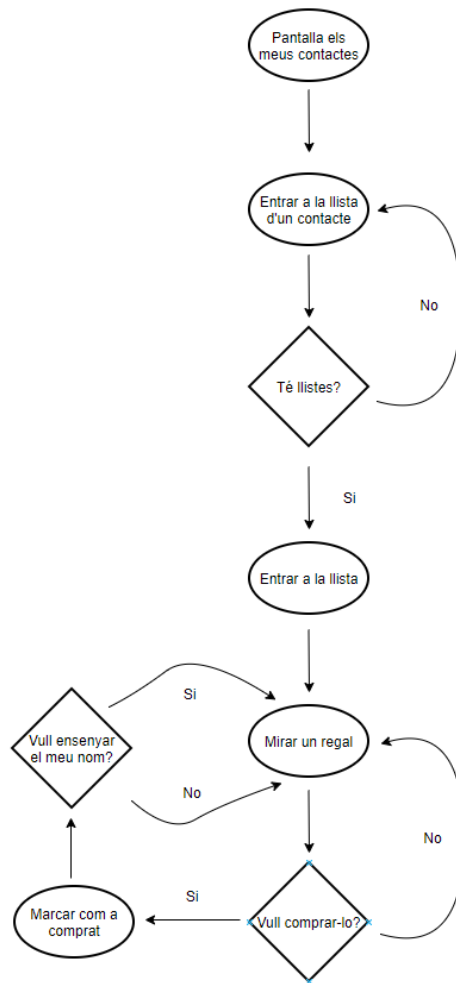 Pantalla els
meus contactes
Entrar a la llista
d'un contacte
No
Té llistes?
Si
Entrar a la llista
Si
Vull ensenyar
el meu nom?
Mirar un regal
No
No
Si
Marcar com a
comprat
Vull comprar-lo?